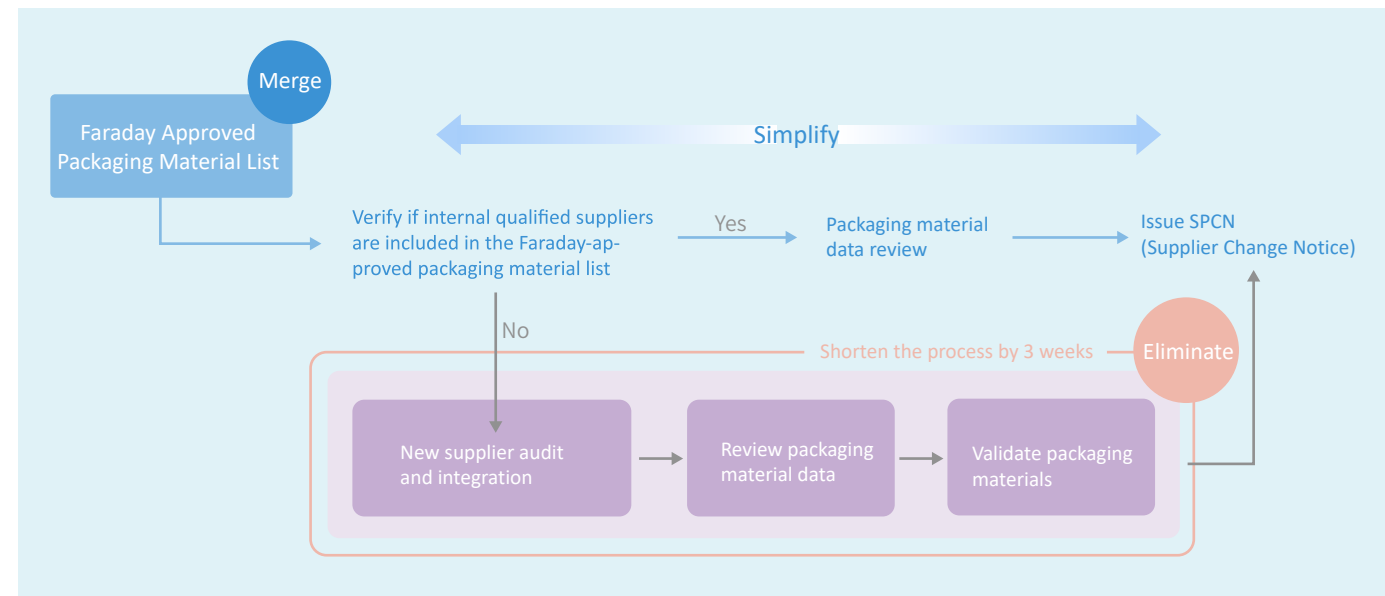 Merge
Faraday Approved
Packaging Material List
Simplify
Verify if internal qualified suppliers
are included in the Faraday-ap-
proved packaging material list
Yes
Packaging material
data review
Issue SPCN
(Supplier Change Notice)
No
Shorten the process by 3 weeks
Eliminate
New supplier audit
and integration
Review packaging
material data
Validate packaging
materials